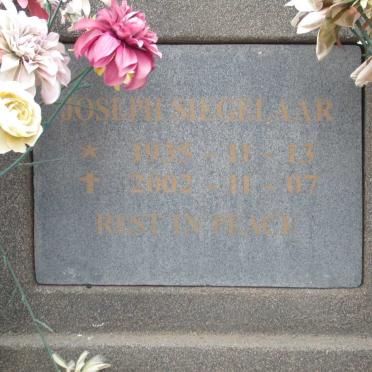 JOSEPH SIEGELAAR
★ 1935 - 11 - 13
✝ 2002 - 11 - 07
REST IN PEACE